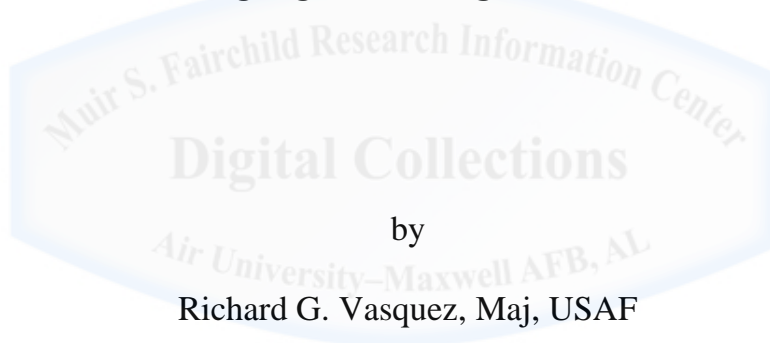 Muir S. Fairchild Research Information Center
Digital Collections
by
Air University–Maxwell AFB, AL
Richard G. Vasquez, Maj, USAF